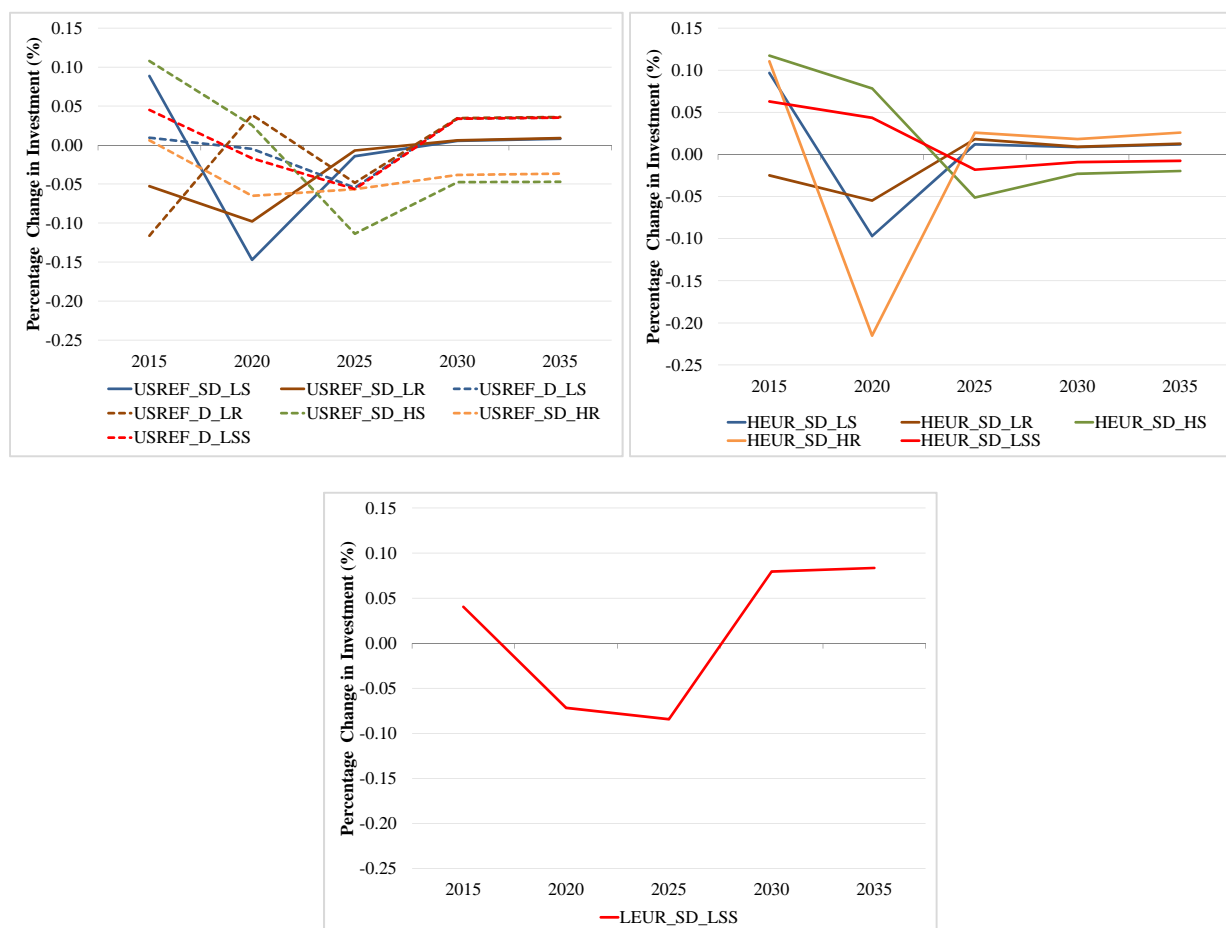 Percentage Change in Investment (%)
0.15
0.10
0.05
0.00
-0.05
-0.10
-0.15
-0.20
-0.25
2015 2020 2025 2030 2035
USREF_SD_LS USREF_SD_LR USREF_D_LS
USREF_D_LR USREF_SD_HS USREF_SD_HR
USREF_D_LSS
Percentage Change in Investment (%)
0.15
0.10
0.05
0.00
-0.05
-0.10
-0.15
-0.20
-0.25
2015 2020 2025 2030 2035
HEUR_SD_LS HEUR_SD_LR HEUR_SD_HS
HEUR_SD_HR HEUR_SD_LSS
Percentage Change in Investment (%)
0.15
0.10
0.05
0.00
-0.05
-0.10
-0.15
-0.20
-0.25
2015 2020 2025 2030 2035
LEUR_SD_LSS